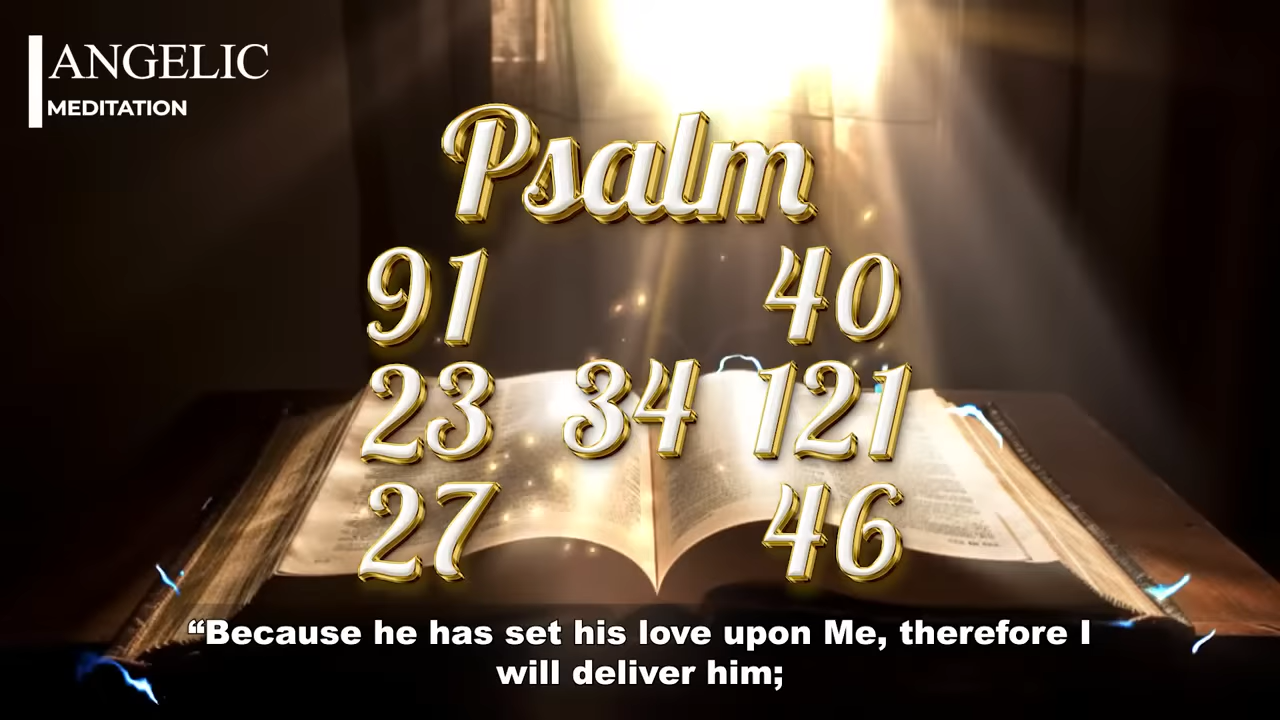 ANGELIC
MEDITATION
Psalm
91 40
23 34 121
27 46
“Because he has set his love upon Me, therefore I
will deliver him;